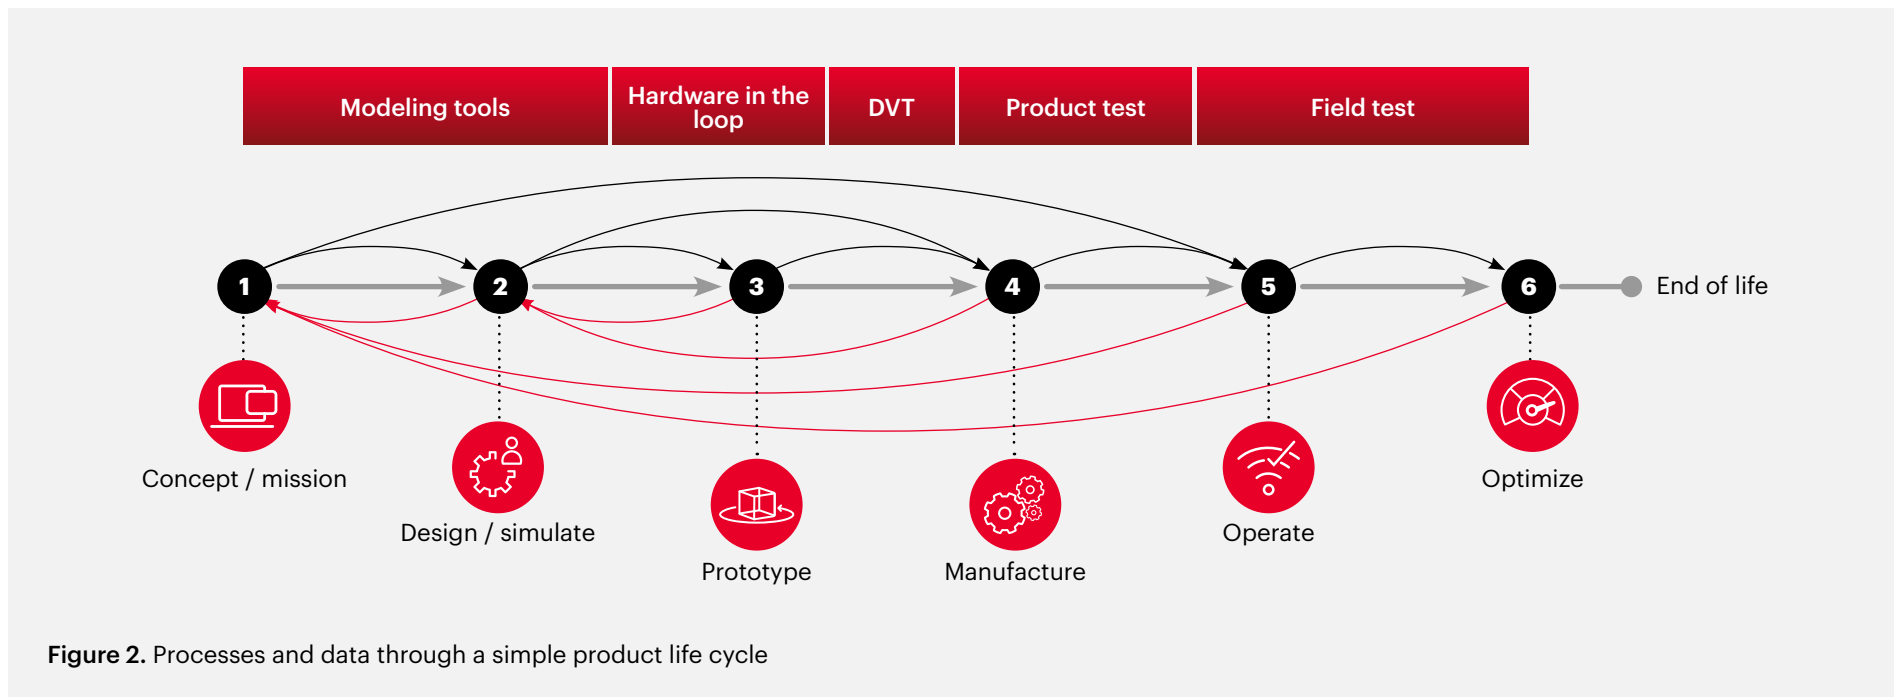 Modeling tools
Hardware in the
loop
DVT
Product test
Field test
1
2
3
4
5
6
End of life
Concept / mission
Design / simulate
Prototype
Manufacture
Operate
Optimize
Figure 2. Processes and data through a simple product life cycle